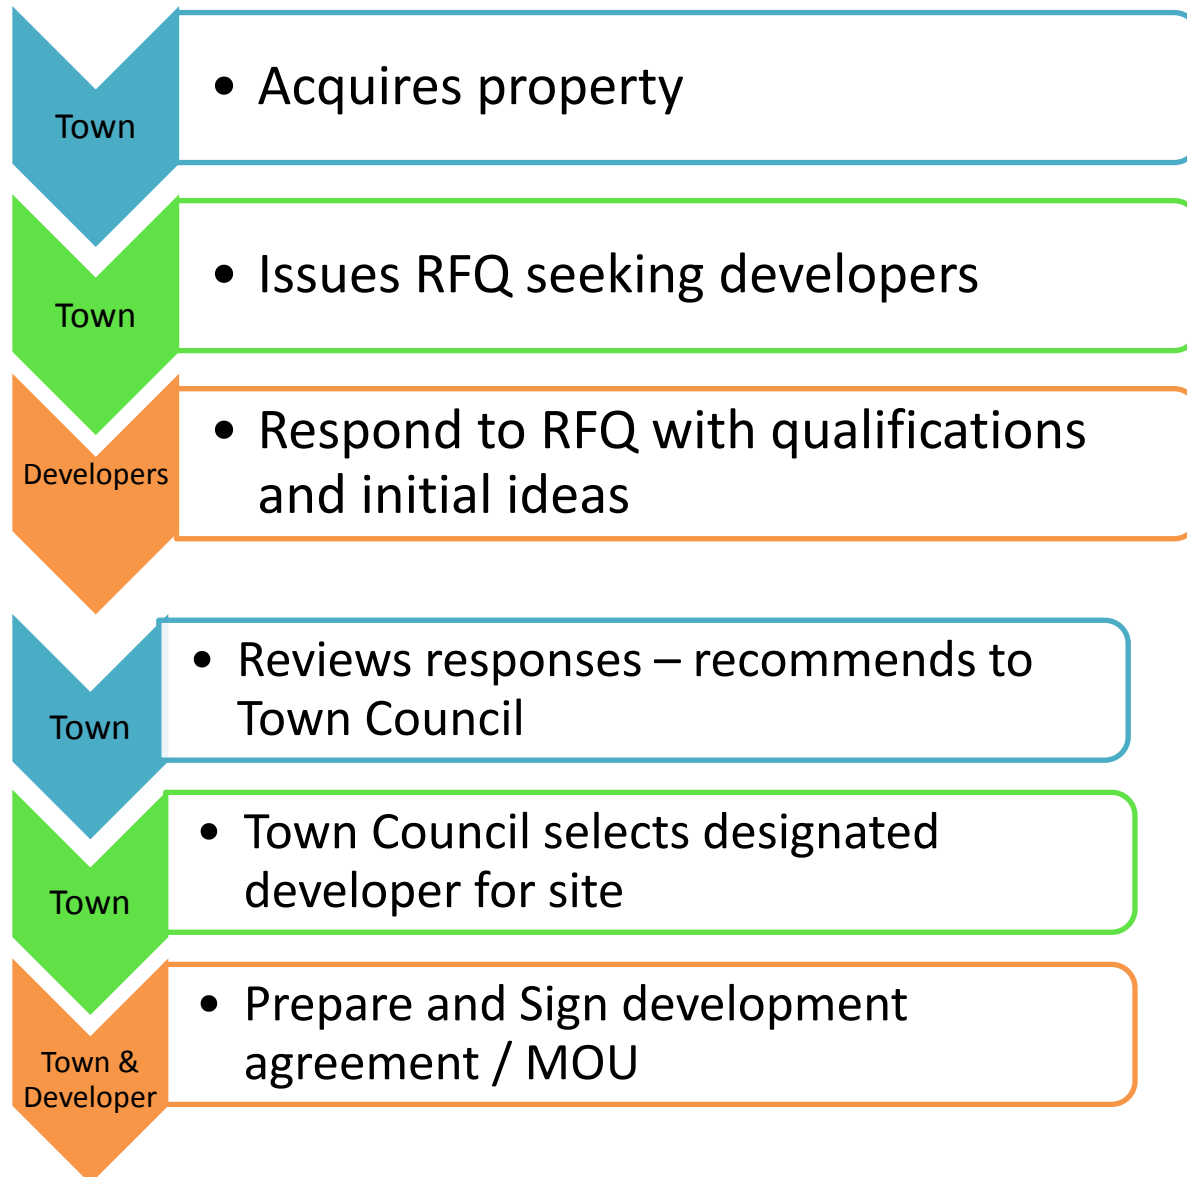 Town
• Acquires property
Town
• Issues RFQ seeking developers
Developers
• Respond to RFQ with qualifications
and initial ideas
Town
• Reviews responses – recommends to
Town Council
Town
• Town Council selects designated
developer for site
Town &
Developer
• Prepare and Sign development
agreement / MOU